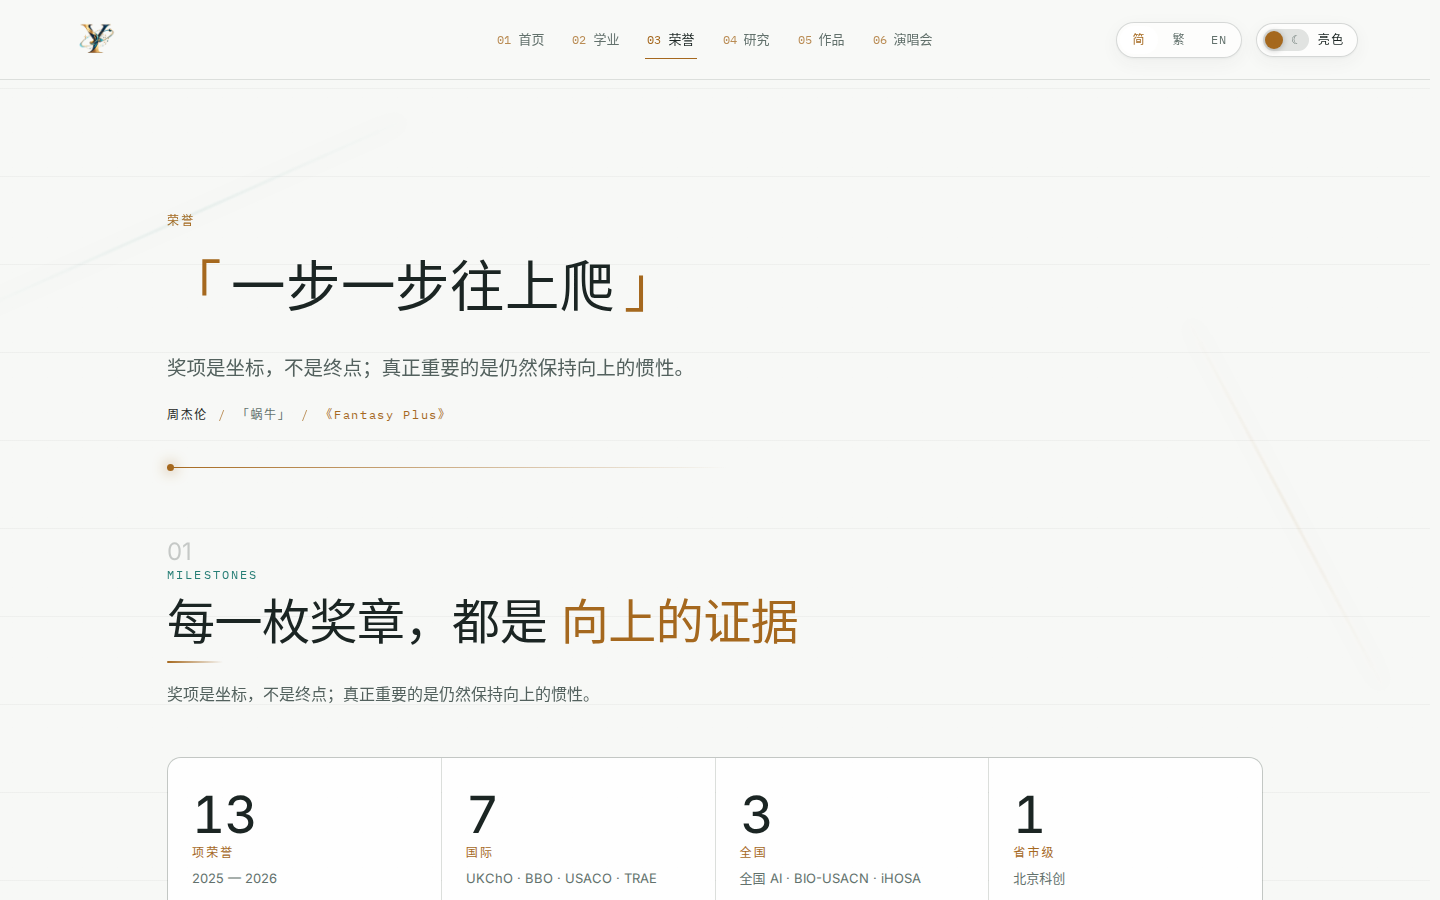 01 首页 02 学业 03 荣誉 04 研究 05 作品 06 演唱会
简 繁 EN 亮色
荣誉
「一步一步往上爬」
奖项是坐标，不是终点；真正重要的是仍然保持向上的惯性。
周杰伦 / 「蜗牛」 / 《Fantasy Plus》
01
MILESTONES
每一枚奖章，都是 向上的证据
奖项是坐标，不是终点；真正重要的是仍然保持向上的惯性。
13 7 3 1
项荣誉 国际 全国 省市级
2025 — 2026 UKChO · BBO · USACO · TRAE 全国 AI · BIO-USACN · iHOSA 北京科创